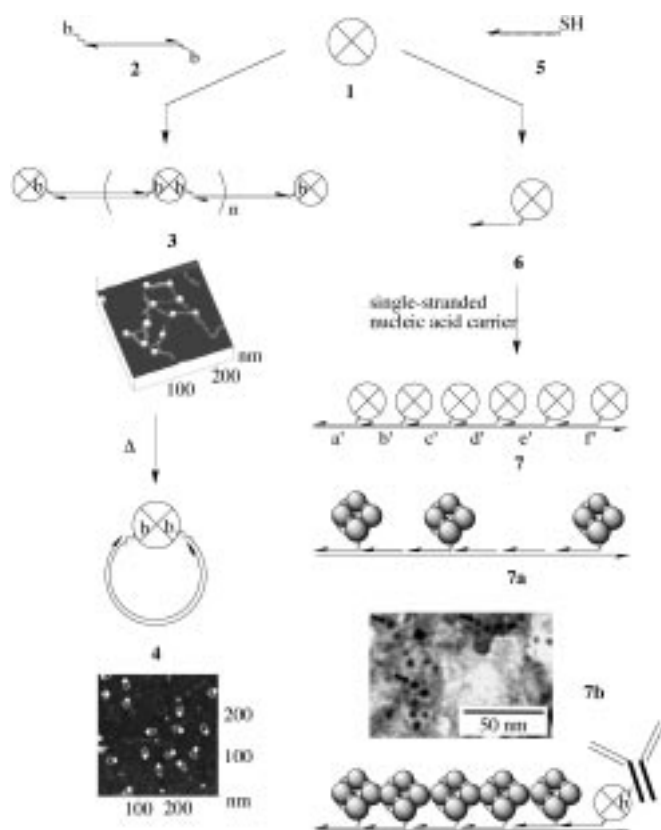 b
b
2
1
SH
5
b
b b
b
n
3
6
nm
200
100
single-stranded
nucleic acid carrier
a' b' c' d' e' f'
7
Δ
b b
4
7a
50 nm
7b
200
100
100 200
nm
b